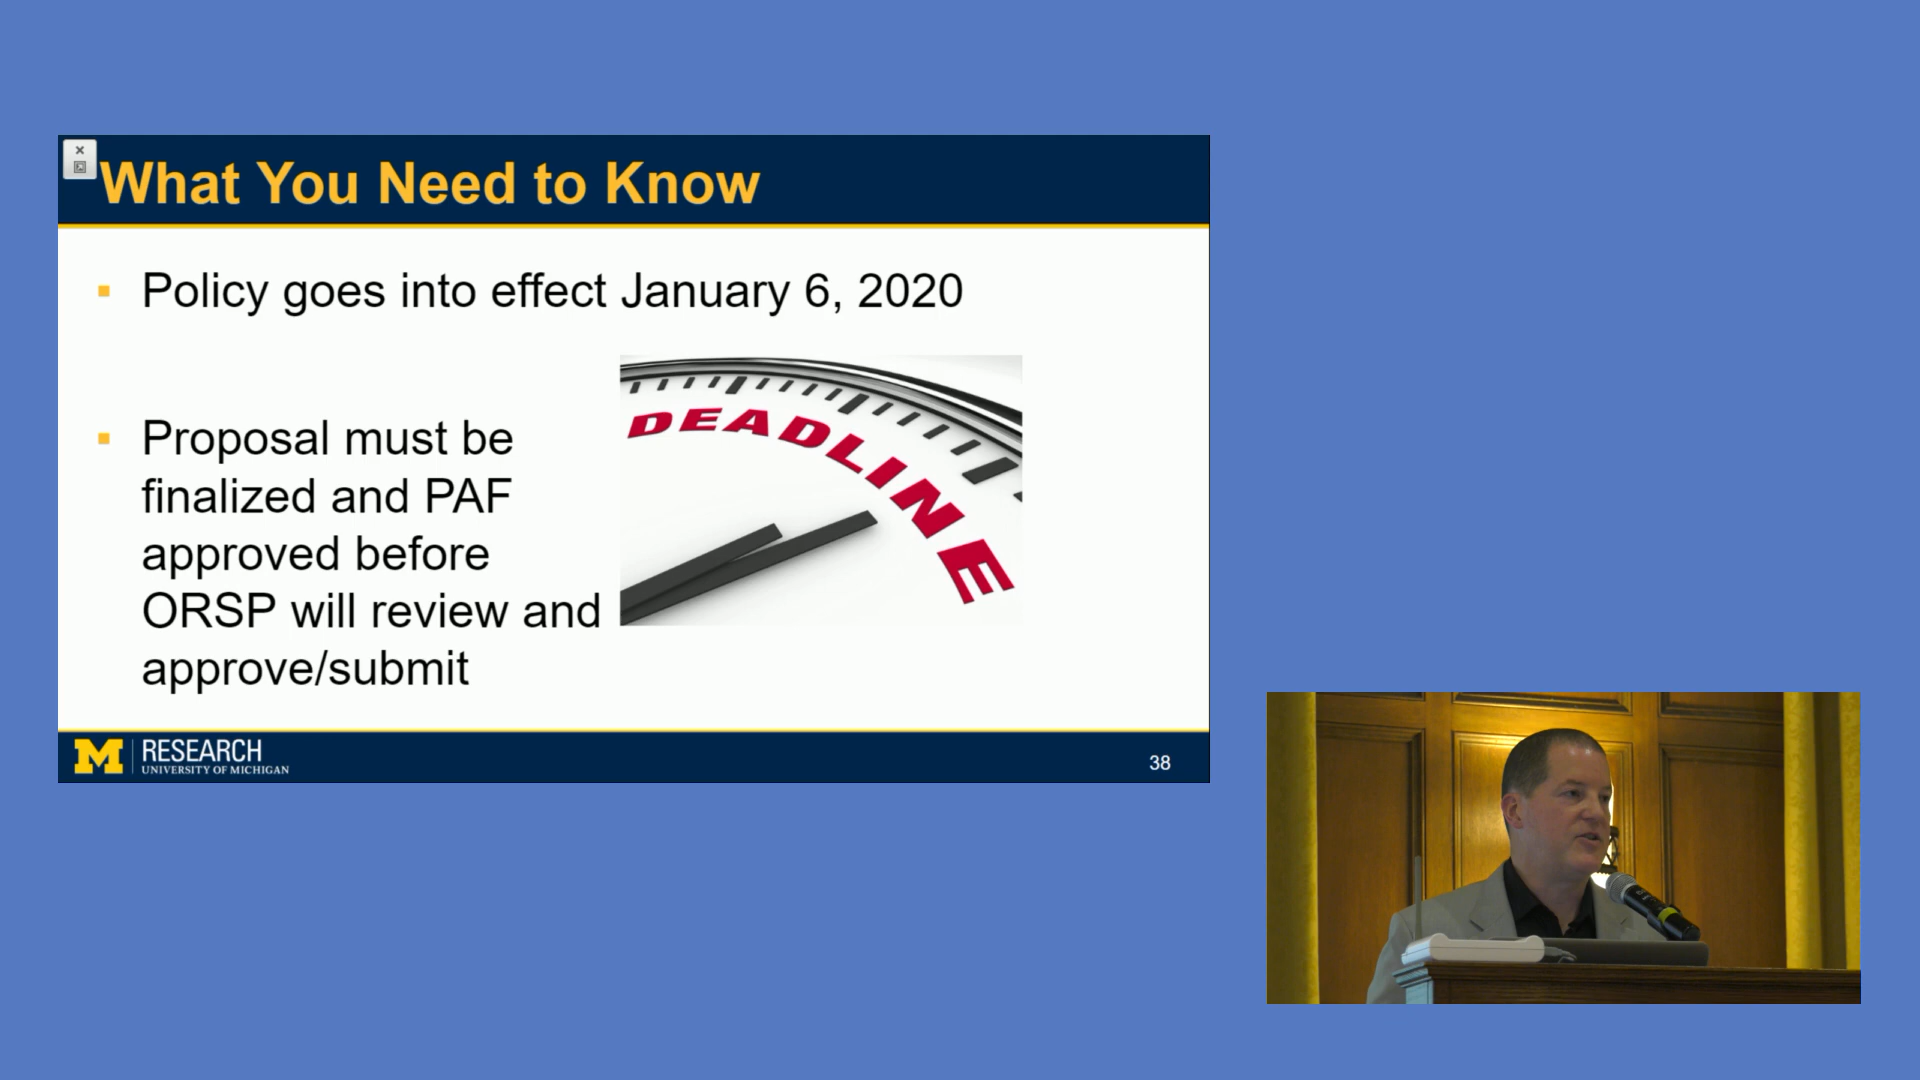 What You Need to Know
Policy goes into effect January 6, 2020
Proposal must be
finalized and PAF
approved before
ORSP will review and
approve/submit
DEADLINE
M RESEARCH
UNIVERSITY OF MICHIGAN
38